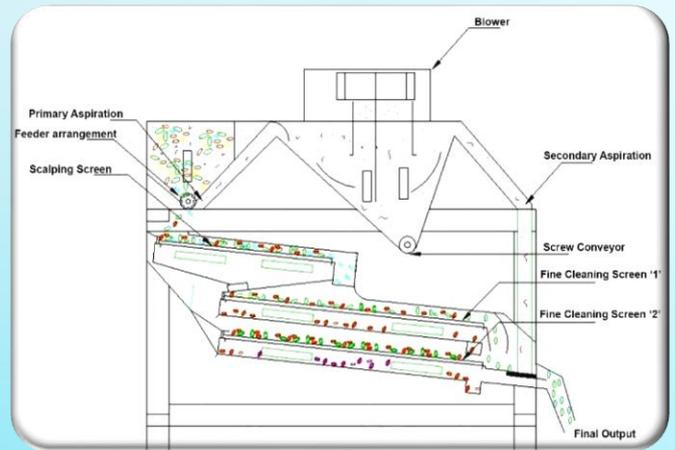 Blower
Primary Aspiration
Feeder arrangement
Scalping Screen
Secondary Aspiration
Screw Conveyor
Fine Cleaning Screen ‘1’
Fine Cleaning Screen ‘2’
Final Output